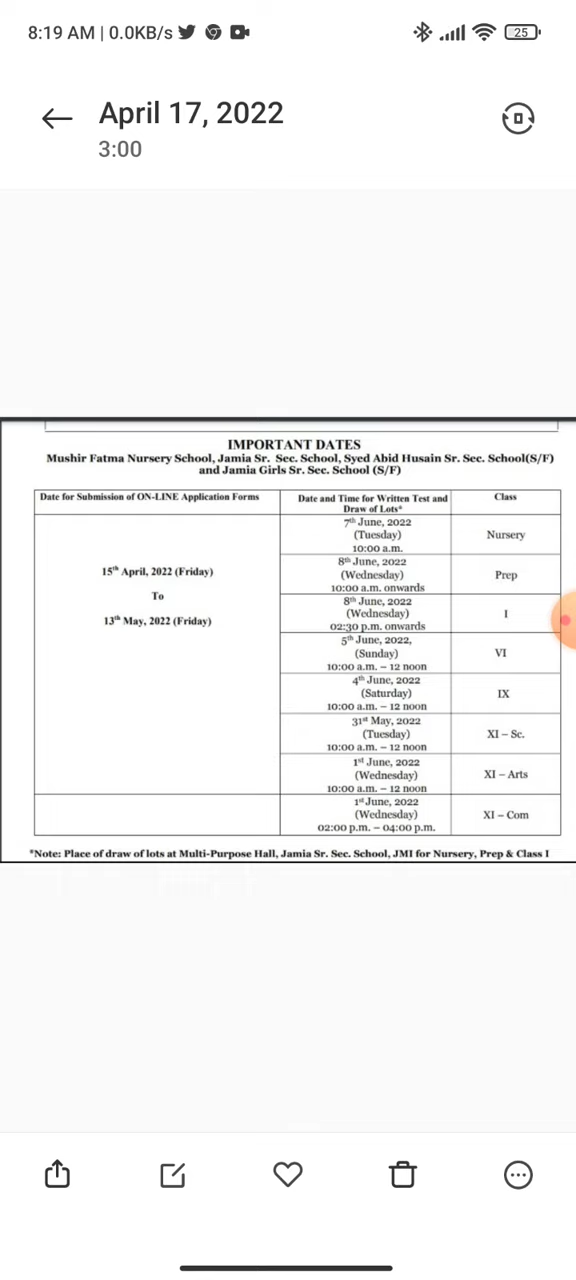 8:19 AM | 0.0KB/s
25
April 17, 2022
3:00
IMPORTANT DATES
Mushir Fatma Nursery School, Jamia Sr. Sec. School, Syed Abid Husain Sr. Sec. School(S/F)
and Jamia Girls Sr. Sec. School (S/F)
Date for Submission of ON-LINE Application Forms
Date and Time for Written Test and
Draw of Lots*
Class
15th April, 2022 (Friday)
To
13th May, 2022 (Friday)
7th June, 2022
(Tuesday)
10:00 a.m.
Nursery
8th June, 2022
(Wednesday)
10:00 a.m. onwards
Prep
8th June, 2022
(Wednesday)
02:30 p.m. onwards
I
5th June, 2022,
(Sunday)
10:00 a.m. – 12 noon
VI
4th June, 2022
(Saturday)
10:00 a.m. – 12 noon
IX
31st May, 2022
(Tuesday)
10:00 a.m. – 12 noon
XI – Sc.
1st June, 2022
(Wednesday)
10:00 a.m. – 12 noon
XI – Arts
1st June, 2022
(Wednesday)
02:00 p.m. – 04:00 p.m.
XI – Com
*Note: Place of draw of lots at Multi-Purpose Hall, Jamia Sr. Sec. School, JMI for Nursery, Prep & Class I